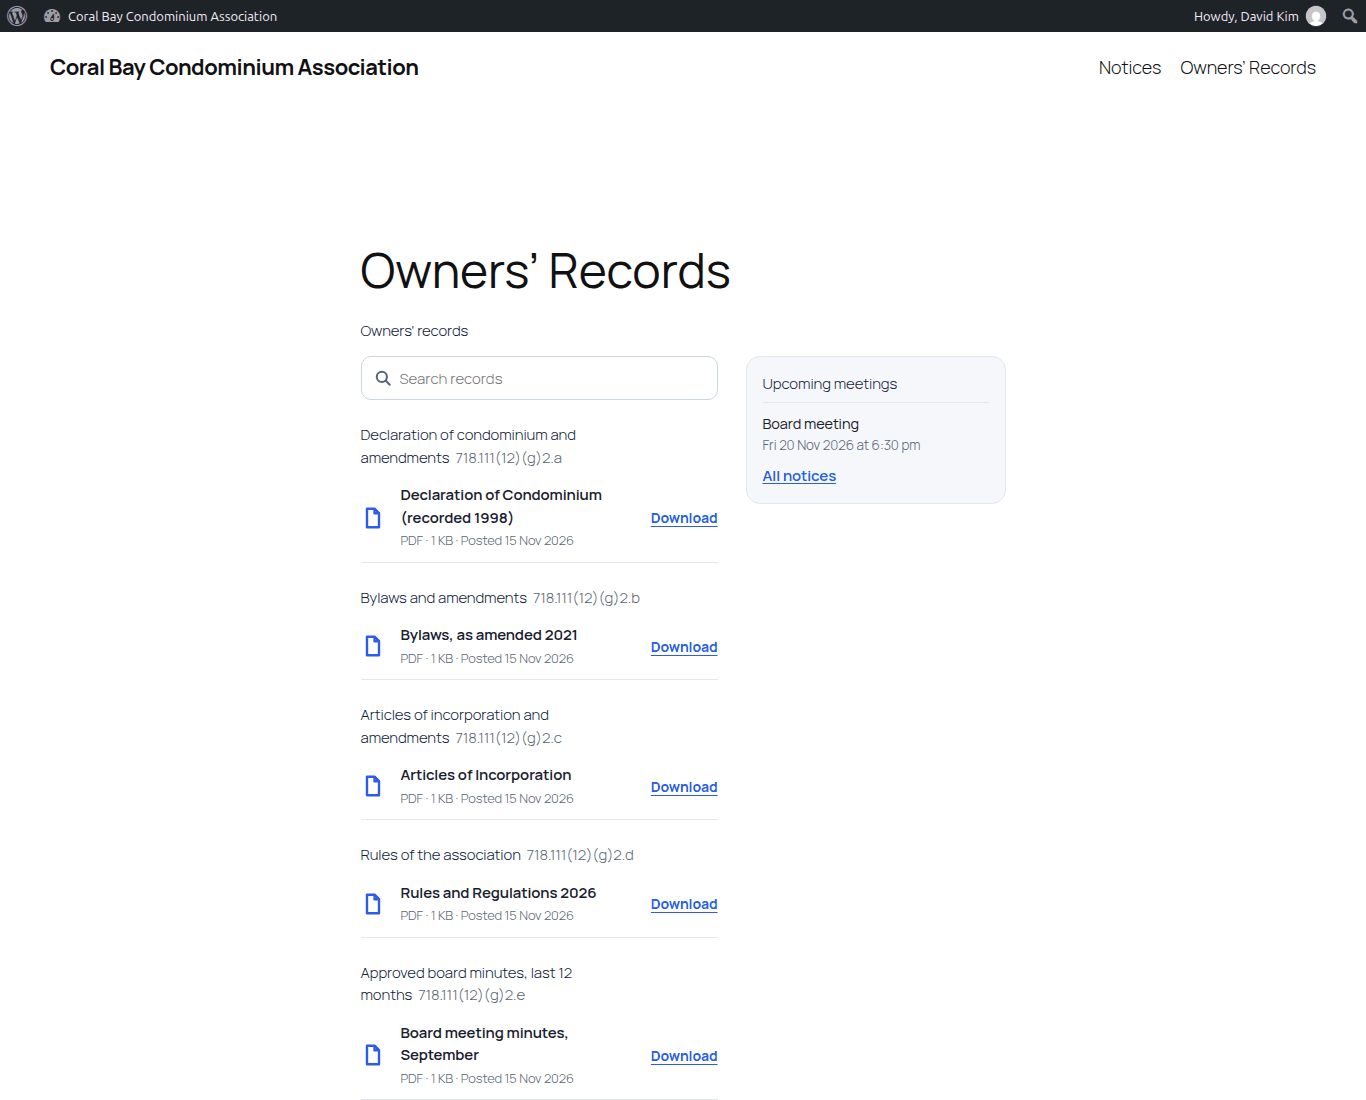 Coral Bay Condominium Association
Howdy, David Kim
Coral Bay Condominium Association
Notices
Owners’ Records
Owners’ Records
Owners' records
Search records
Declaration of condominium and
amendments 718.111(12)(g)2.a
Declaration of Condominium
(recorded 1998)
PDF · 1 KB · Posted 15 Nov 2026
Download
Bylaws and amendments 718.111(12)(g)2.b
Bylaws, as amended 2021
PDF · 1 KB · Posted 15 Nov 2026
Download
Articles of incorporation and
amendments 718.111(12)(g)2.c
Articles of Incorporation
PDF · 1 KB · Posted 15 Nov 2026
Download
Rules of the association 718.111(12)(g)2.d
Rules and Regulations 2026
PDF · 1 KB · Posted 15 Nov 2026
Download
Approved board minutes, last 12
months 718.111(12)(g)2.e
Board meeting minutes,
September
PDF · 1 KB · Posted 15 Nov 2026
Download
Upcoming meetings
Board meeting
Fri 20 Nov 2026 at 6:30 pm
All notices